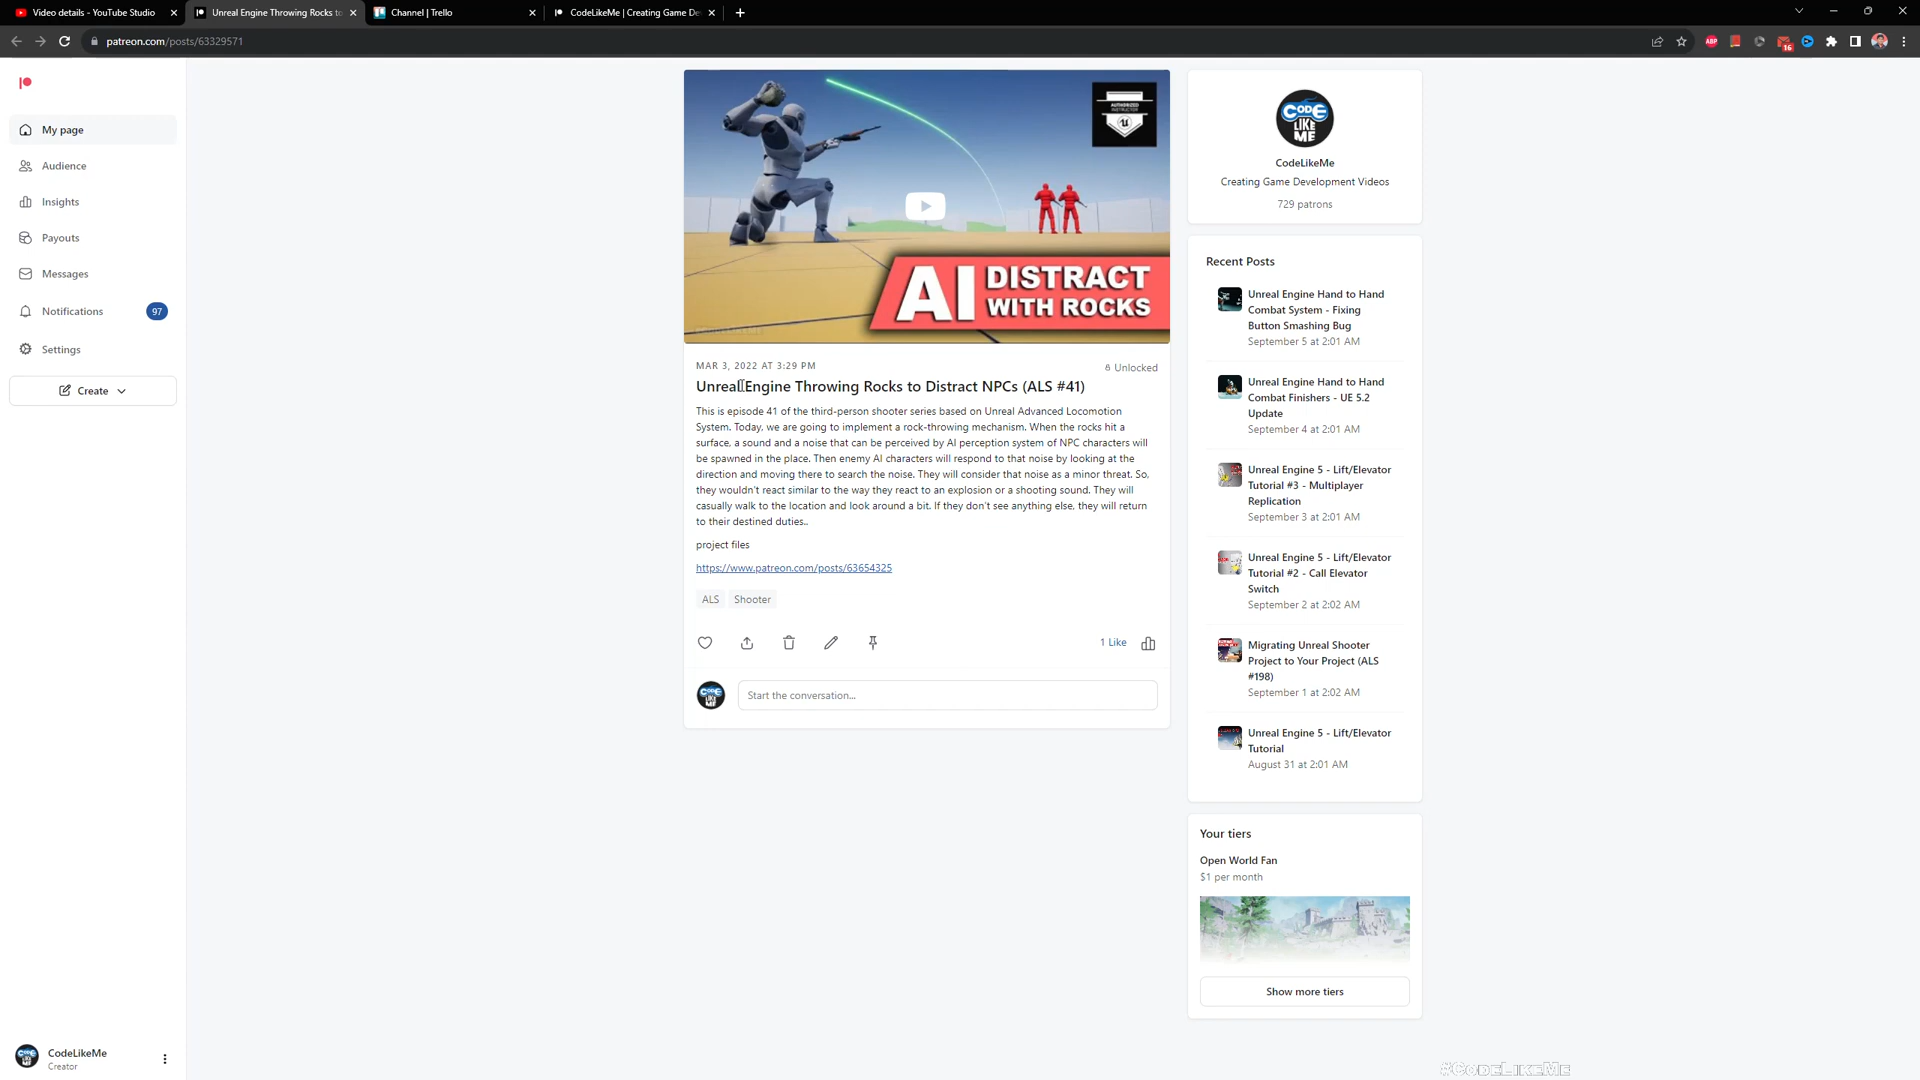 Video details - YouTube Studio
Unreal Engine Throwing Rocks to
Channel | Trello
CodeLikeMe | Creating Game De
patreon.com/posts/63329571
ABP
16
My page
Audience
Insights
Payouts
Messages
Notifications
97
Settings
Create
CodeLikeMe
Creator
AUTHORIZED
INSTRUCTOR
AI DISTRACT
WITH ROCKS
MAR 3, 2022 AT 3:29 PM
Unlocked
Unreal Engine Throwing Rocks to Distract NPCs (ALS #41)
This is episode 41 of the third-person shooter series based on Unreal Advanced Locomotion
System. Today, we are going to implement a rock-throwing mechanism. When the rocks hit a
surface, a sound and a noise that can be perceived by AI perception system of NPC characters will
be spawned in the place. Then enemy AI characters will respond to that noise by looking at the
direction and moving there to search the noise. They will consider that noise as a minor threat. So,
they wouldn't react similar to the way they react to an explosion or a shooting sound. They will
casually walk to the location and look around a bit. If they don't see anything else, they will return
to their destined duties..
project files
https://www.patreon.com/posts/63654325
ALS
Shooter
1 Like
CODE
LIKE
ME
Start the conversation...
CODE
LIKE
ME
CodeLikeMe
Creating Game Development Videos
729 patrons
Recent Posts
Unreal Engine Hand to Hand
Combat System - Fixing
Button Smashing Bug
September 5 at 2:01 AM
Unreal Engine Hand to Hand
Combat Finishers - UE 5.2
Update
September 4 at 2:01 AM
Unreal Engine 5 - Lift/Elevator
Tutorial #3 - Multiplayer
Replication
September 3 at 2:01 AM
Unreal Engine 5 - Lift/Elevator
Tutorial #2 - Call Elevator
Switch
September 2 at 2:02 AM
Migrating Unreal Shooter
Project to Your Project (ALS
#198)
September 1 at 2:02 AM
Unreal Engine 5 - Lift/Elevator
Tutorial
August 31 at 2:01 AM
Your tiers
Open World Fan
$1 per month
Show more tiers
#CodeLikeMe